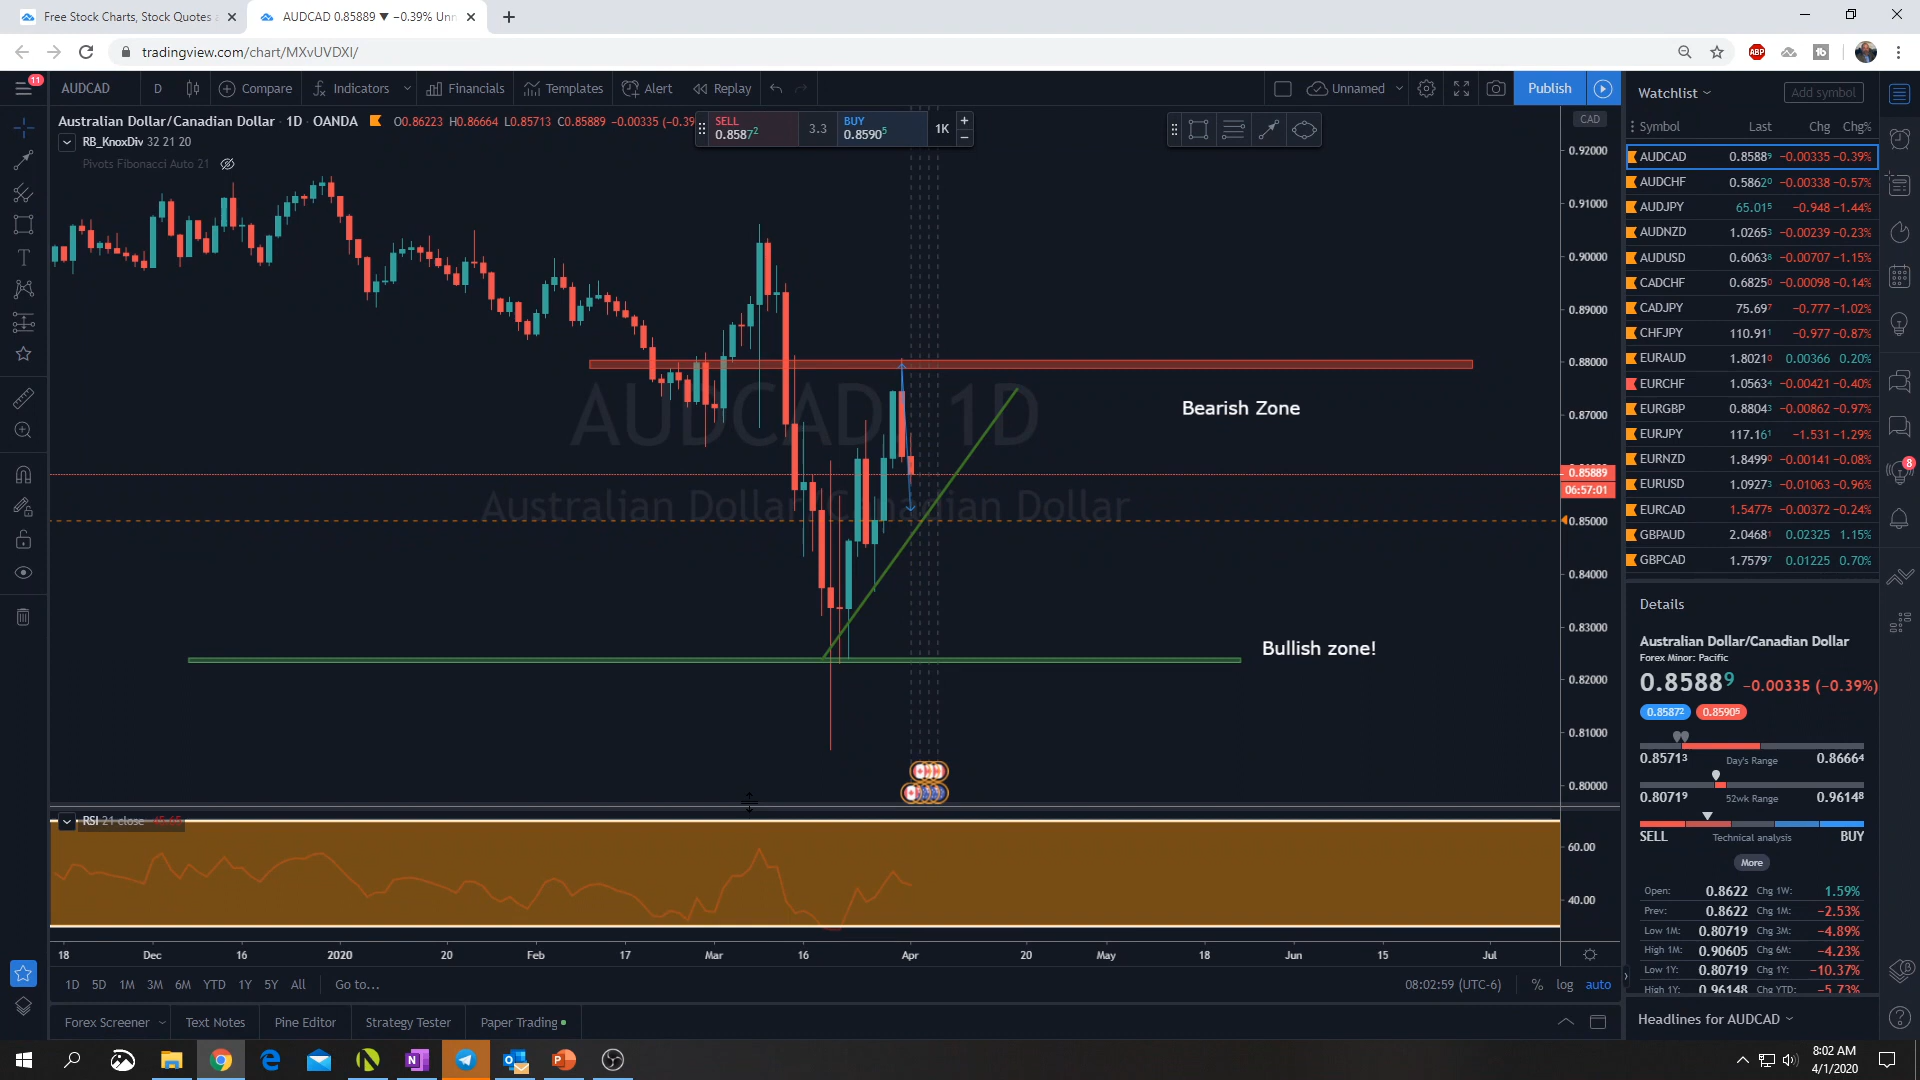 Free Stock Charts, Stock Quotes
AUDCAD 0.85889 ▼ −0.39% Unn
tradingview.com/chart/MXvUVDXI/
ABP
11
AUDCAD D Compare Indicators Financials Templates Alert Replay Unnamed Publish
Australian Dollar/Canadian Dollar · 1D · OANDA O0.86223 H0.86664 L0.85713 C0.85889 −0.00335 (−0.39
SELL
0.85872
3.3
BUY
0.85905
1K
RB_KnoxDiv 32 21 20
Pivots Fibonacci Auto 21
CAD
0.92000
0.91000
0.90000
0.89000
0.88000
0.87000
0.85889
06:57:01
0.85000
0.84000
0.83000
0.82000
0.81000
0.80000
AUDCAD, 1D
Australian Dollar/Canadian Dollar
Bearish Zone
Bullish zone!
RSI 21 close 45.65
60.00
40.00
18 Dec 16 2020 20 Feb 17 Mar 16 Apr 20 May 18 Jun 15 Jul
1D 5D 1M 3M 6M YTD 1Y 5Y All Go to...
08:02:59 (UTC-6) % log auto
Forex Screener Text Notes Pine Editor Strategy Tester Paper Trading
Watchlist Add symbol
Symbol Last Chg Chg%
AUDCAD 0.85889 −0.00335 −0.39%
AUDCHF 0.58620 −0.00338 −0.57%
AUDJPY 65.015 −0.948 −1.44%
AUDNZD 1.02653 −0.00239 −0.23%
AUDUSD 0.60638 −0.00707 −1.15%
CADCHF 0.68250 −0.00098 −0.14%
CADJPY 75.697 −0.777 −1.02%
CHFJPY 110.911 −0.977 −0.87%
EURAUD 1.80210 0.00366 0.20%
EURCHF 1.05634 −0.00421 −0.40%
EURGBP 0.88043 −0.00862 −0.97%
EURJPY 117.161 −1.531 −1.29%
EURNZD 1.84990 −0.00141 −0.08%
EURUSD 1.09273 −0.01063 −0.96%
EURCAD 1.54775 −0.00372 −0.24%
GBPAUD 2.04681 0.02325 1.15%
GBPCAD 1.75797 0.01225 0.70%
8
Details
Australian Dollar/Canadian Dollar
Forex Minor: Pacific
0.85889 −0.00335 (−0.39%)
0.85872 0.85905
0.85713 Day's Range 0.86664
0.80719 52wk Range 0.96148
SELL Technical analysis BUY
More
Open: 0.8622 Chg 1W: 1.59%
Prev: 0.8622 Chg 1M: −2.53%
Low 1M: 0.80719 Chg 3M: −4.89%
High 1M: 0.90605 Chg 6M: −4.23%
Low 1Y: 0.80719 Chg 1Y: −10.37%
High 1Y: 0.96148 Chg YTD: −5.73%
Headlines for AUDCAD
8:02 AM
4/1/2020